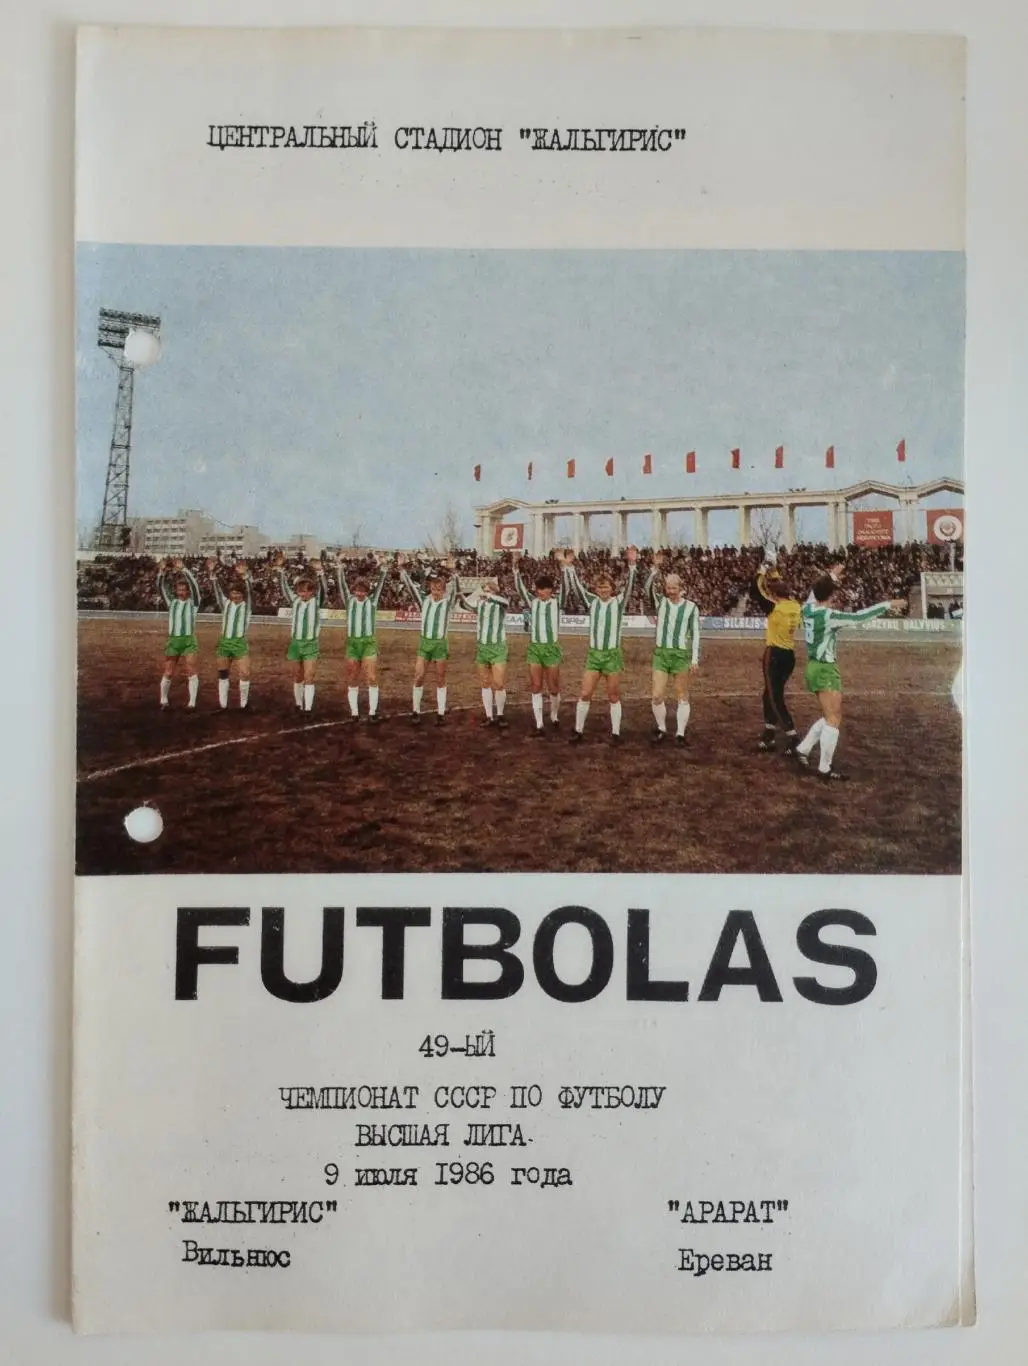 ЦЕНТРАЛЬНЫЙ СТАДИОН "ЖАЛЬГИРИС"
FUTBOLAS
49-ЫЙ
ЧЕМПИОНАТ СССР ПО ФУТБОЛУ
ВЫСШАЯ ЛИГА
9 июля 1986 года
"ЖАЛЬГИРИС" "АРАРАТ"
Вильнюс Ереван